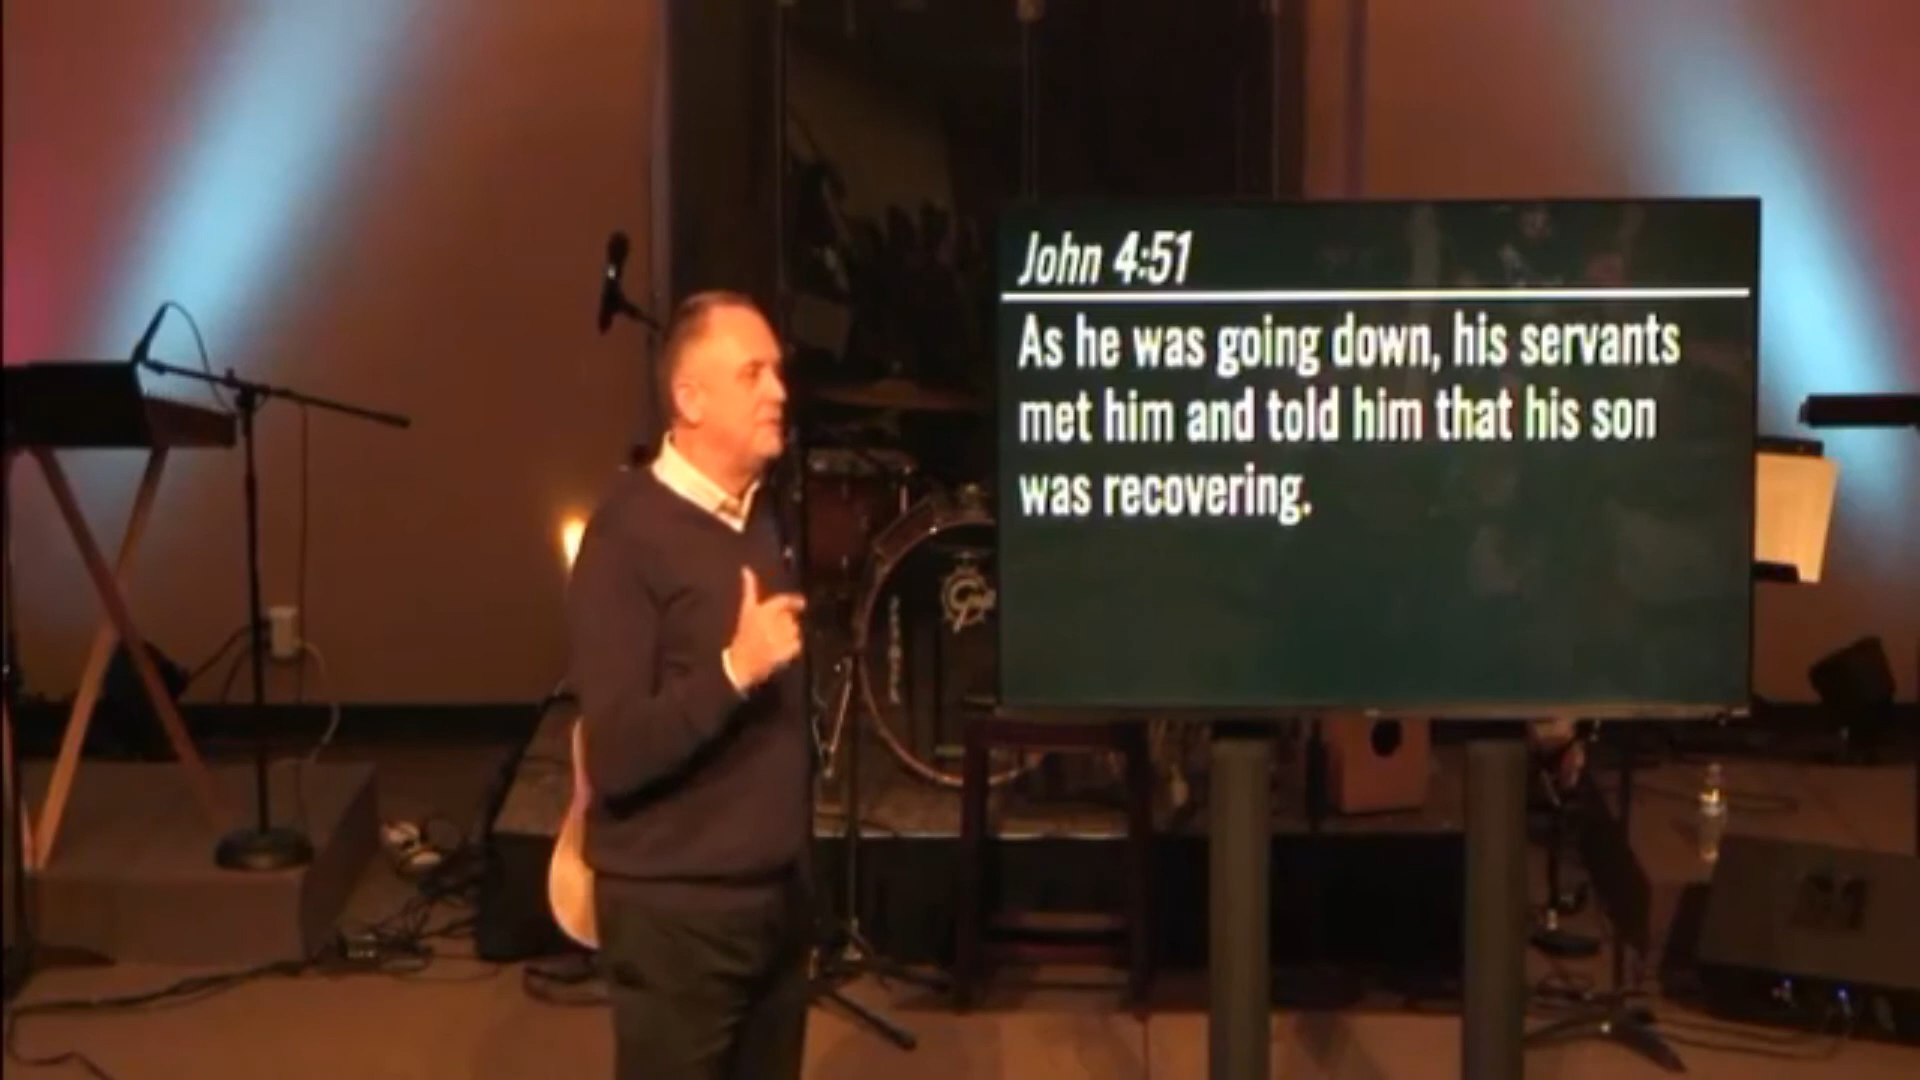 John 4:51
As he was going down, his servants
met him and told him that his son
was recovering.